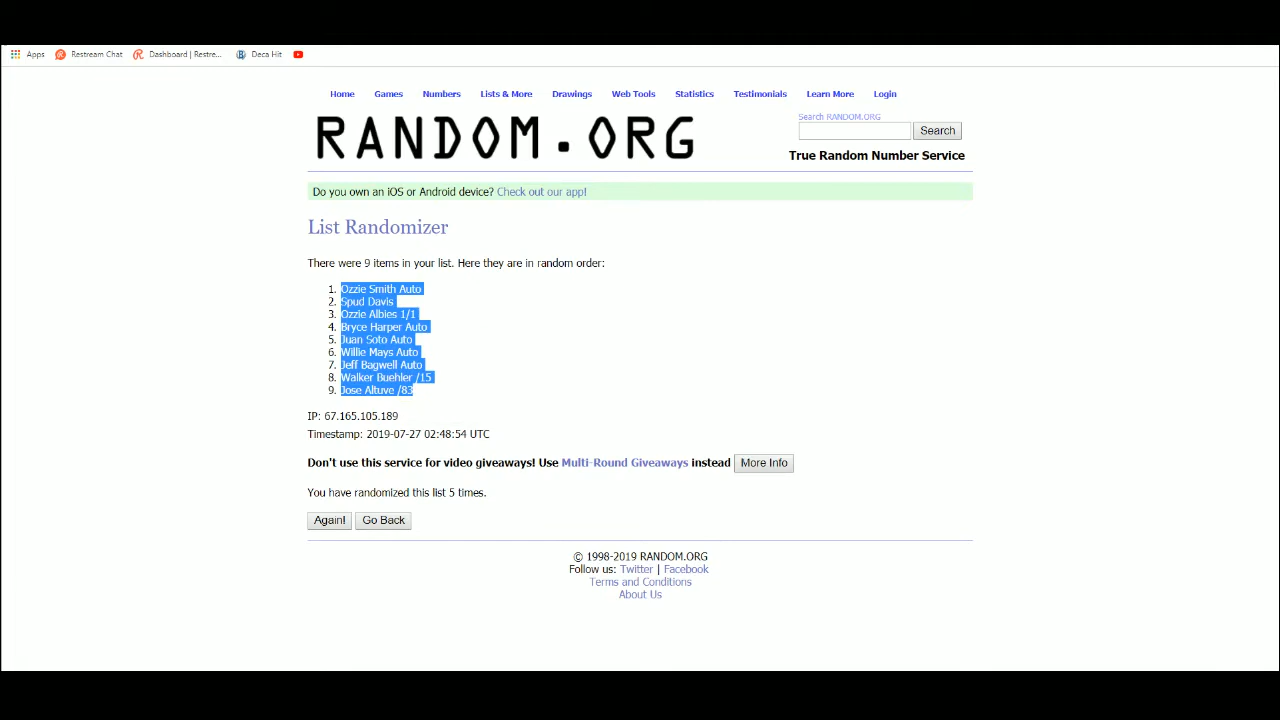 Apps Restream Chat Dashboard | Restre... Deca Hit
Home Games Numbers Lists & More Drawings Web Tools Statistics Testimonials Learn More Login
RANDOM.ORG
Search RANDOM.ORG
Search
True Random Number Service
Do you own an iOS or Android device? Check out our app!
List Randomizer
There were 9 items in your list. Here they are in random order:
1. Ozzie Smith Auto
2. Spud Davis
3. Ozzie Albies 1/1
4. Bryce Harper Auto
5. Juan Soto Auto
6. Willie Mays Auto
7. Jeff Bagwell Auto
8. Walker Buehler /15
9. Jose Altuve /83
IP: 67.165.105.189
Timestamp: 2019-07-27 02:48:54 UTC
Don't use this service for video giveaways! Use Multi-Round Giveaways instead More Info
You have randomized this list 5 times.
Again! Go Back
© 1998-2019 RANDOM.ORG
Follow us: Twitter | Facebook
Terms and Conditions
About Us